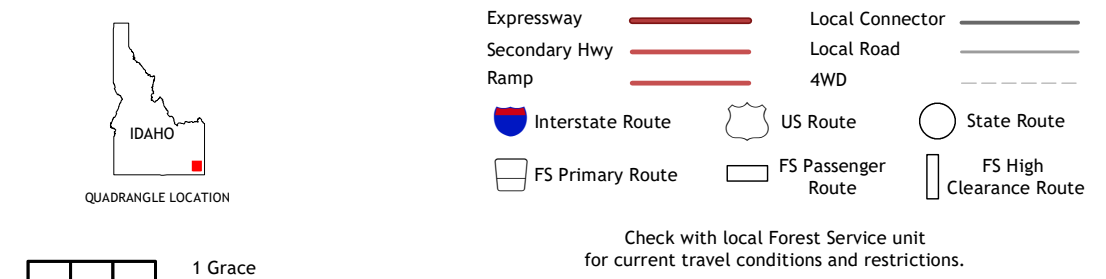 Expressway
Local Connector
Secondary Hwy
Local Road
Ramp
4WD
IDAHO
Interstate Route
US Route
State Route
FS Primary Route
FS Passenger
Route
FS High
Clearance Route
QUADRANGLE LOCATION
Check with local Forest Service unit
for current travel conditions and restrictions.
1 Grace